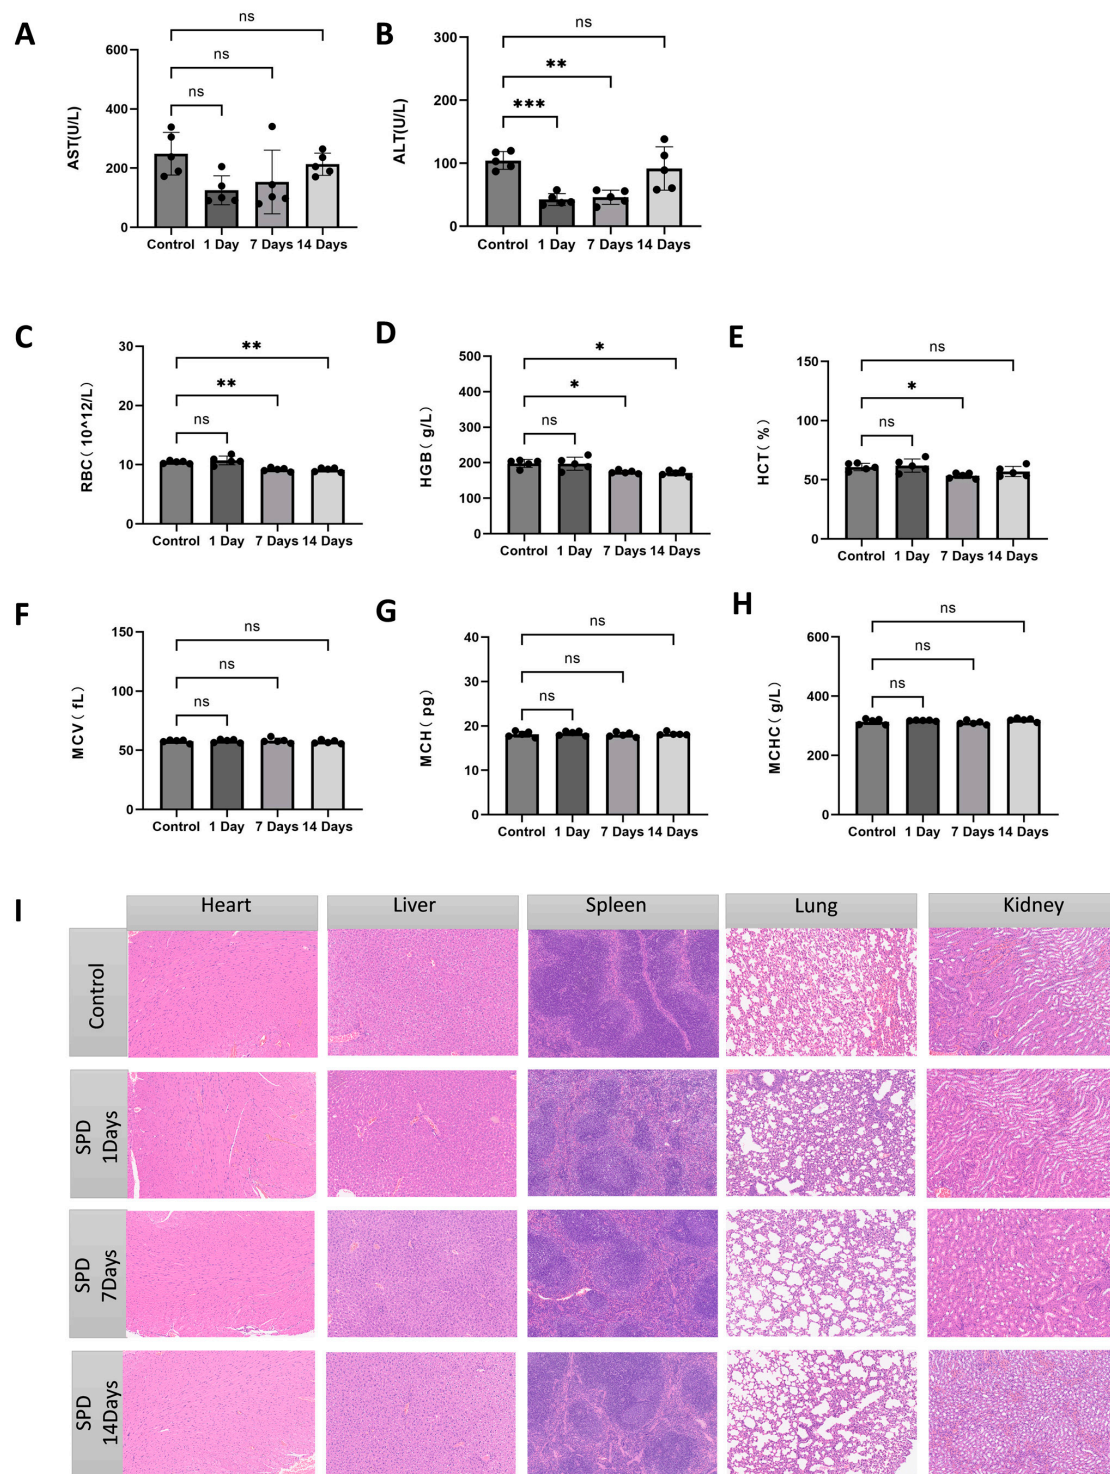 A
ns
ns
ns
AST(U/L)
600
400
200
0
Control 1 Day 7 Days 14 Days
B
ns
**
***
ALT(U/L)
300
200
100
0
Control 1 Day 7 Days 14 Days
C
**
**
ns
RBC(10^12/L)
30
20
10
0
Control 1 Day 7 Days 14 Days
D
*
*
ns
HGB(g/L)
500
400
300
200
100
0
Control 1 Day 7 Days 14 Days
E
ns
*
ns
HCT(%)
150
100
50
0
Control 1 Day 7 Days 14 Days
F
ns
ns
ns
MCV(fL)
150
100
50
0
Control 1 Day 7 Days 14 Days
G
ns
ns
ns
MCH(pg)
40
30
20
10
0
Control 1 Day 7 Days 14 Days
H
ns
ns
ns
MCHC(g/L)
600
400
200
0
Control 1 Day 7 Days 14 Days
I
Heart Liver Spleen Lung Kidney
Control
SPD
1Days
SPD
7Days
SPD
14Days